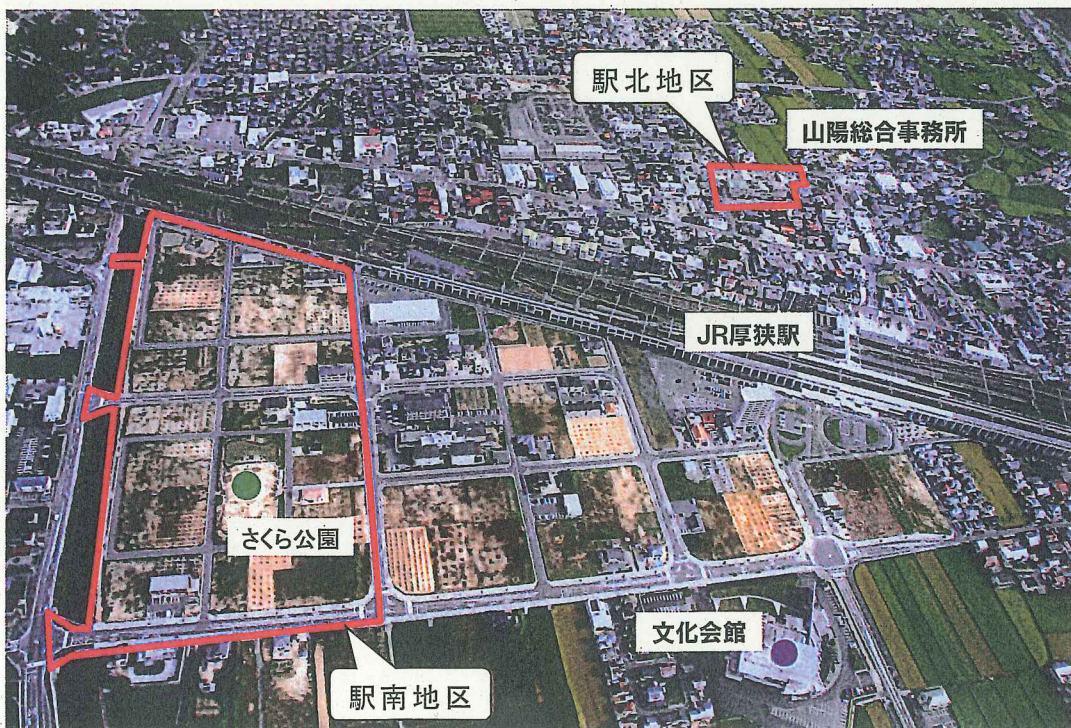 駅北地区
山陽総合事務所
JR厚狭駅
さくら公園
文化会館
駅南地区